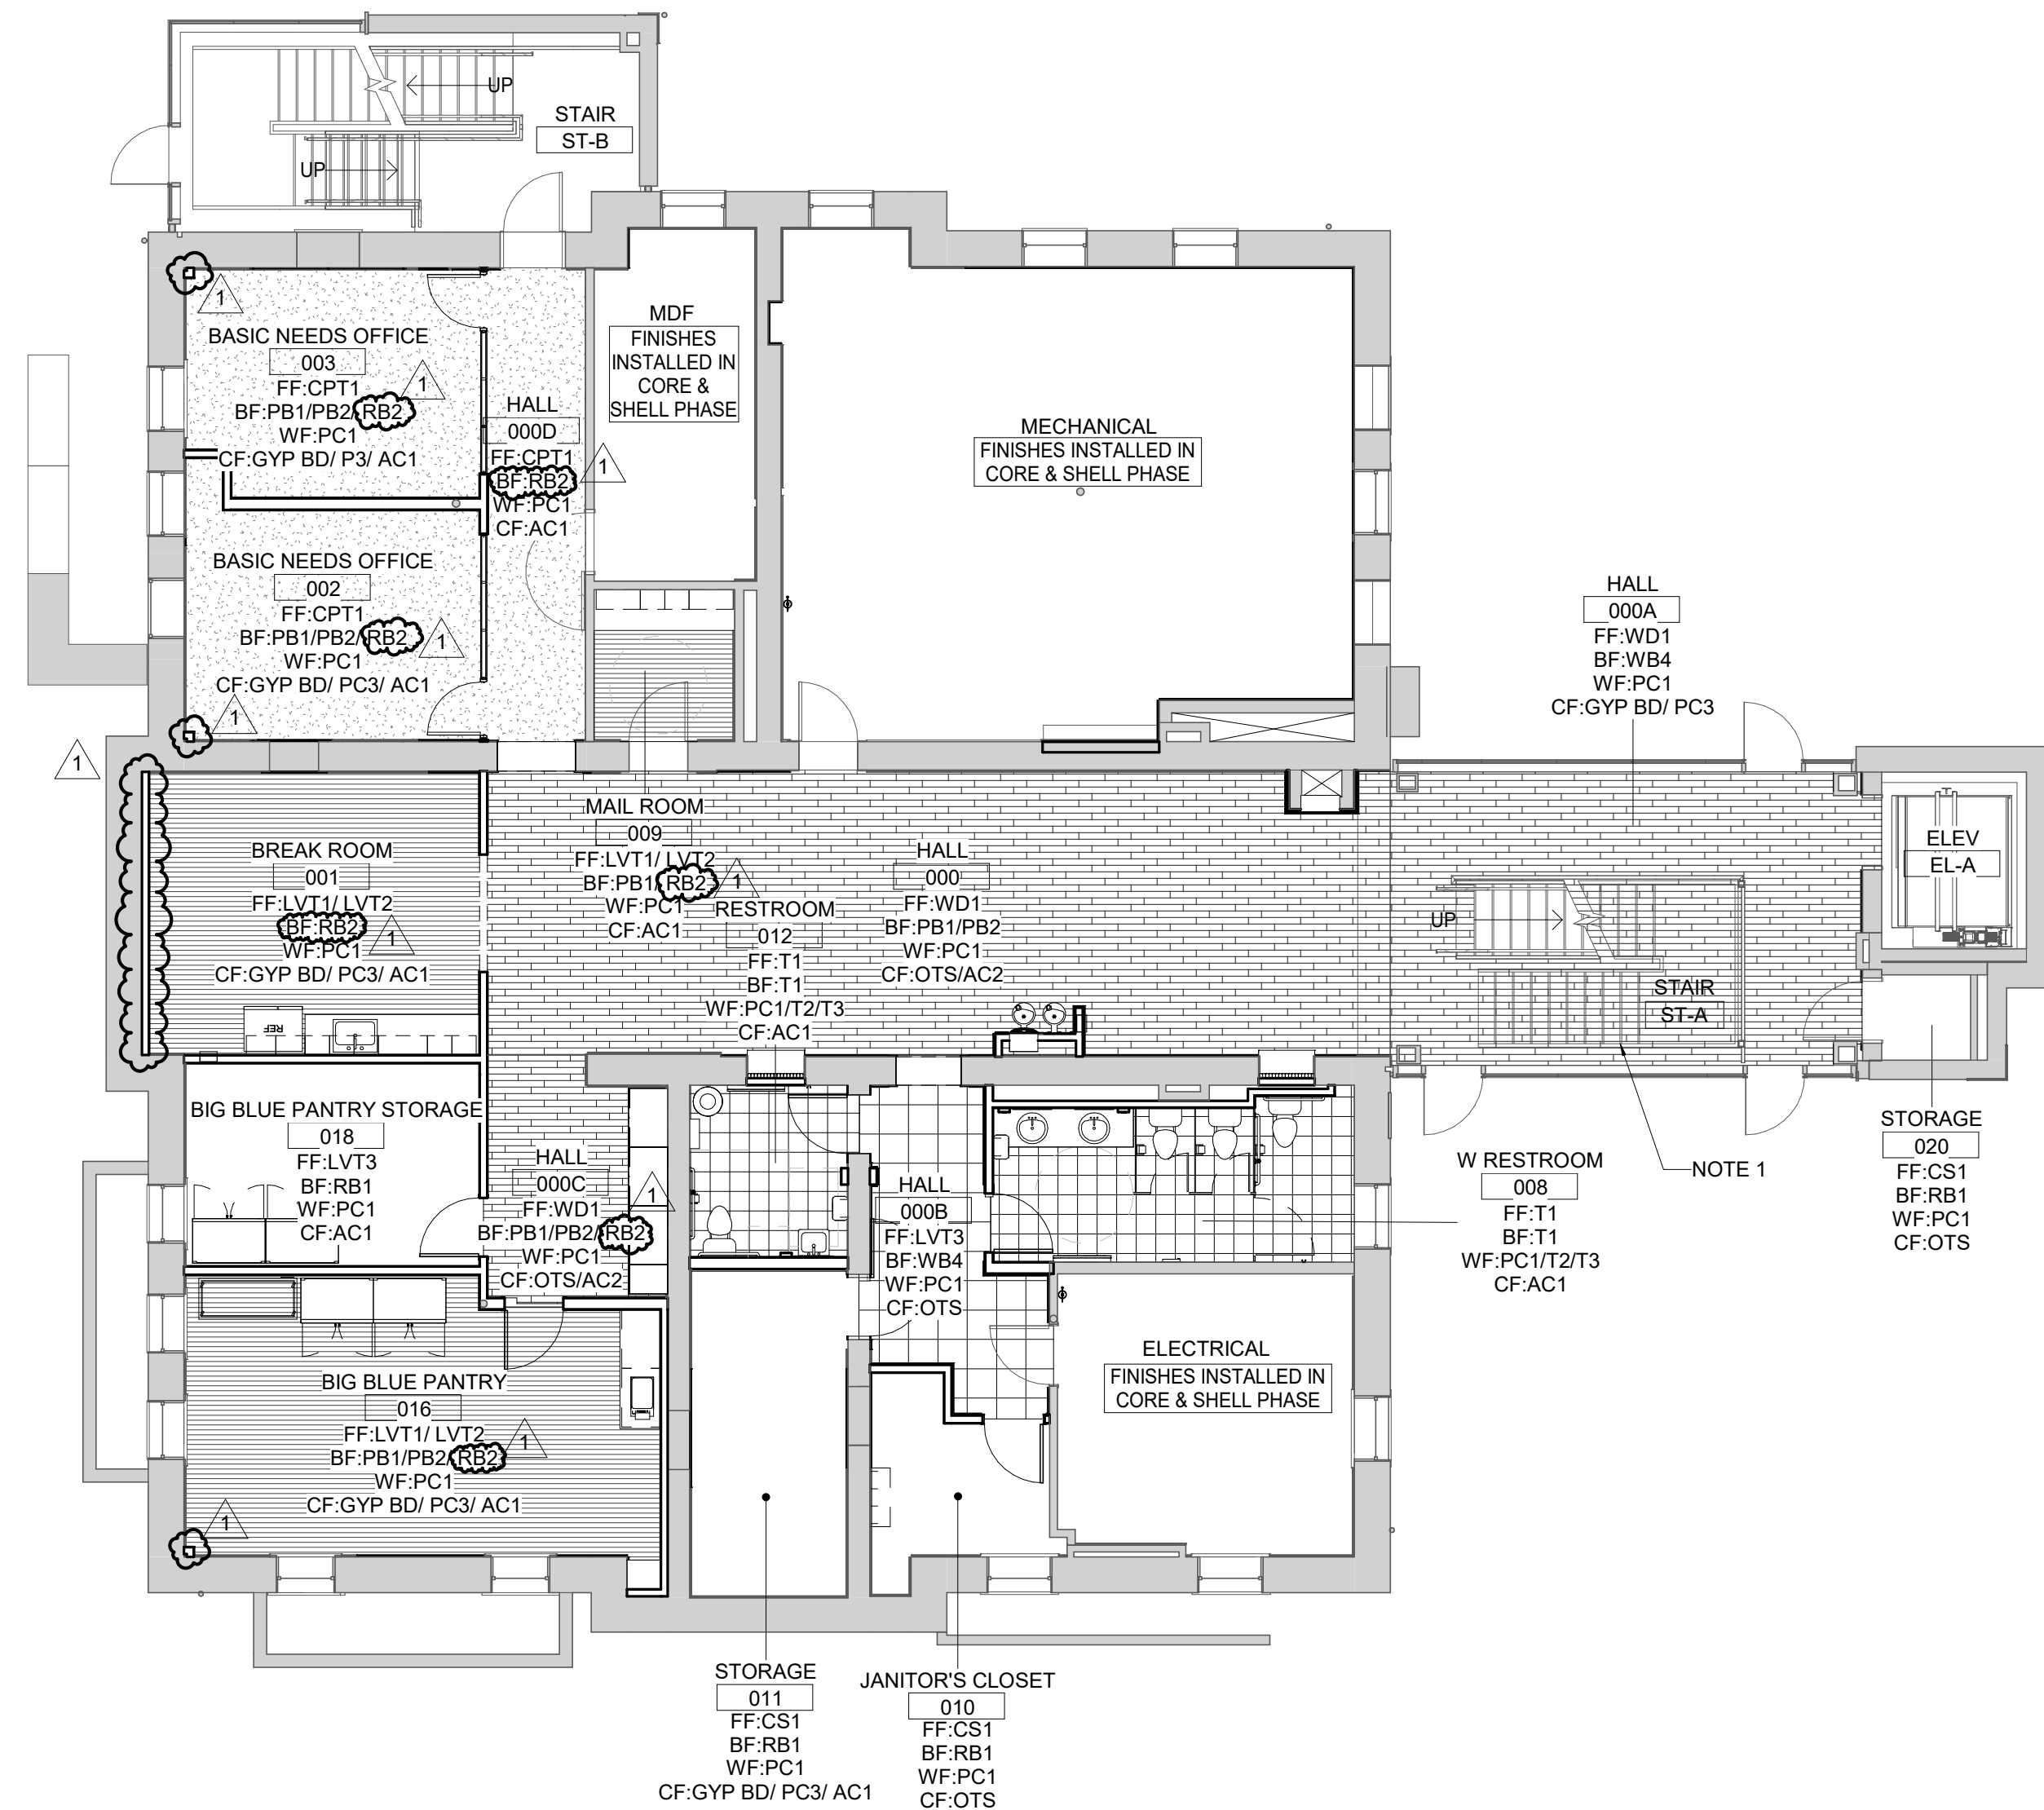 UP
STAIR
ST-B
UP
1
BASIC NEEDS OFFICE
003
FF:CPT1
BF:PB1/PB2/RB2
WF:PC1
CF:GYP BD/ P3/ AC1
1
HALL
000D
FF:CPT1
BF:RB2
WF:PC1
CF:AC1
1
MDF
FINISHES
INSTALLED IN
CORE &
SHELL PHASE
MECHANICAL
FINISHES INSTALLED IN
CORE & SHELL PHASE
BASIC NEEDS OFFICE
002
FF:CPT1
BF:PB1/PB2/RB2
WF:PC1
CF:GYP BD/ PC3/ AC1
1
1
1
HALL
000A
FF:WD1
BF:WB4
WF:PC1
CF:GYP BD/ PC3
BREAK ROOM
001
FF:LVT1/ LVT2
BF:RB2
WF:PC1
CF:GYP BD/ PC3/ AC1
1
REF
MAIL ROOM
009
FF:LVT1/ LVT2
BF:PB1/RB2
WF:PC1
CF:AC1
1
RESTROOM
012
FF:T1
BF:T1
WF:PC1/T2/T3
CF:AC1
HALL
000
FF:WD1
BF:PB1/PB2
WF:PC1
CF:OTS/AC2
UP
STAIR
ST-A
ELEV
EL-A
BIG BLUE PANTRY STORAGE
018
FF:LVT3
BF:RB1
WF:PC1
CF:AC1
HALL
000C
FF:WD1
BF:PB1/PB2/RB2
WF:PC1
CF:OTS/AC2
1
HALL
000B
FF:LVT3
BF:WB4
WF:PC1
CF:OTS
W RESTROOM
008
FF:T1
BF:T1
WF:PC1/T2/T3
CF:AC1
NOTE 1
STORAGE
020
FF:CS1
BF:RB1
WF:PC1
CF:OTS
BIG BLUE PANTRY
016
FF:LVT1/ LVT2
BF:PB1/PB2/RB2
WF:PC1
CF:GYP BD/ PC3/ AC1
1
1
ELECTRICAL
FINISHES INSTALLED IN
CORE & SHELL PHASE
STORAGE
011
FF:CS1
BF:RB1
WF:PC1
CF:GYP BD/ PC3/ AC1
JANITOR'S CLOSET
010
FF:CS1
BF:RB1
WF:PC1
CF:OTS